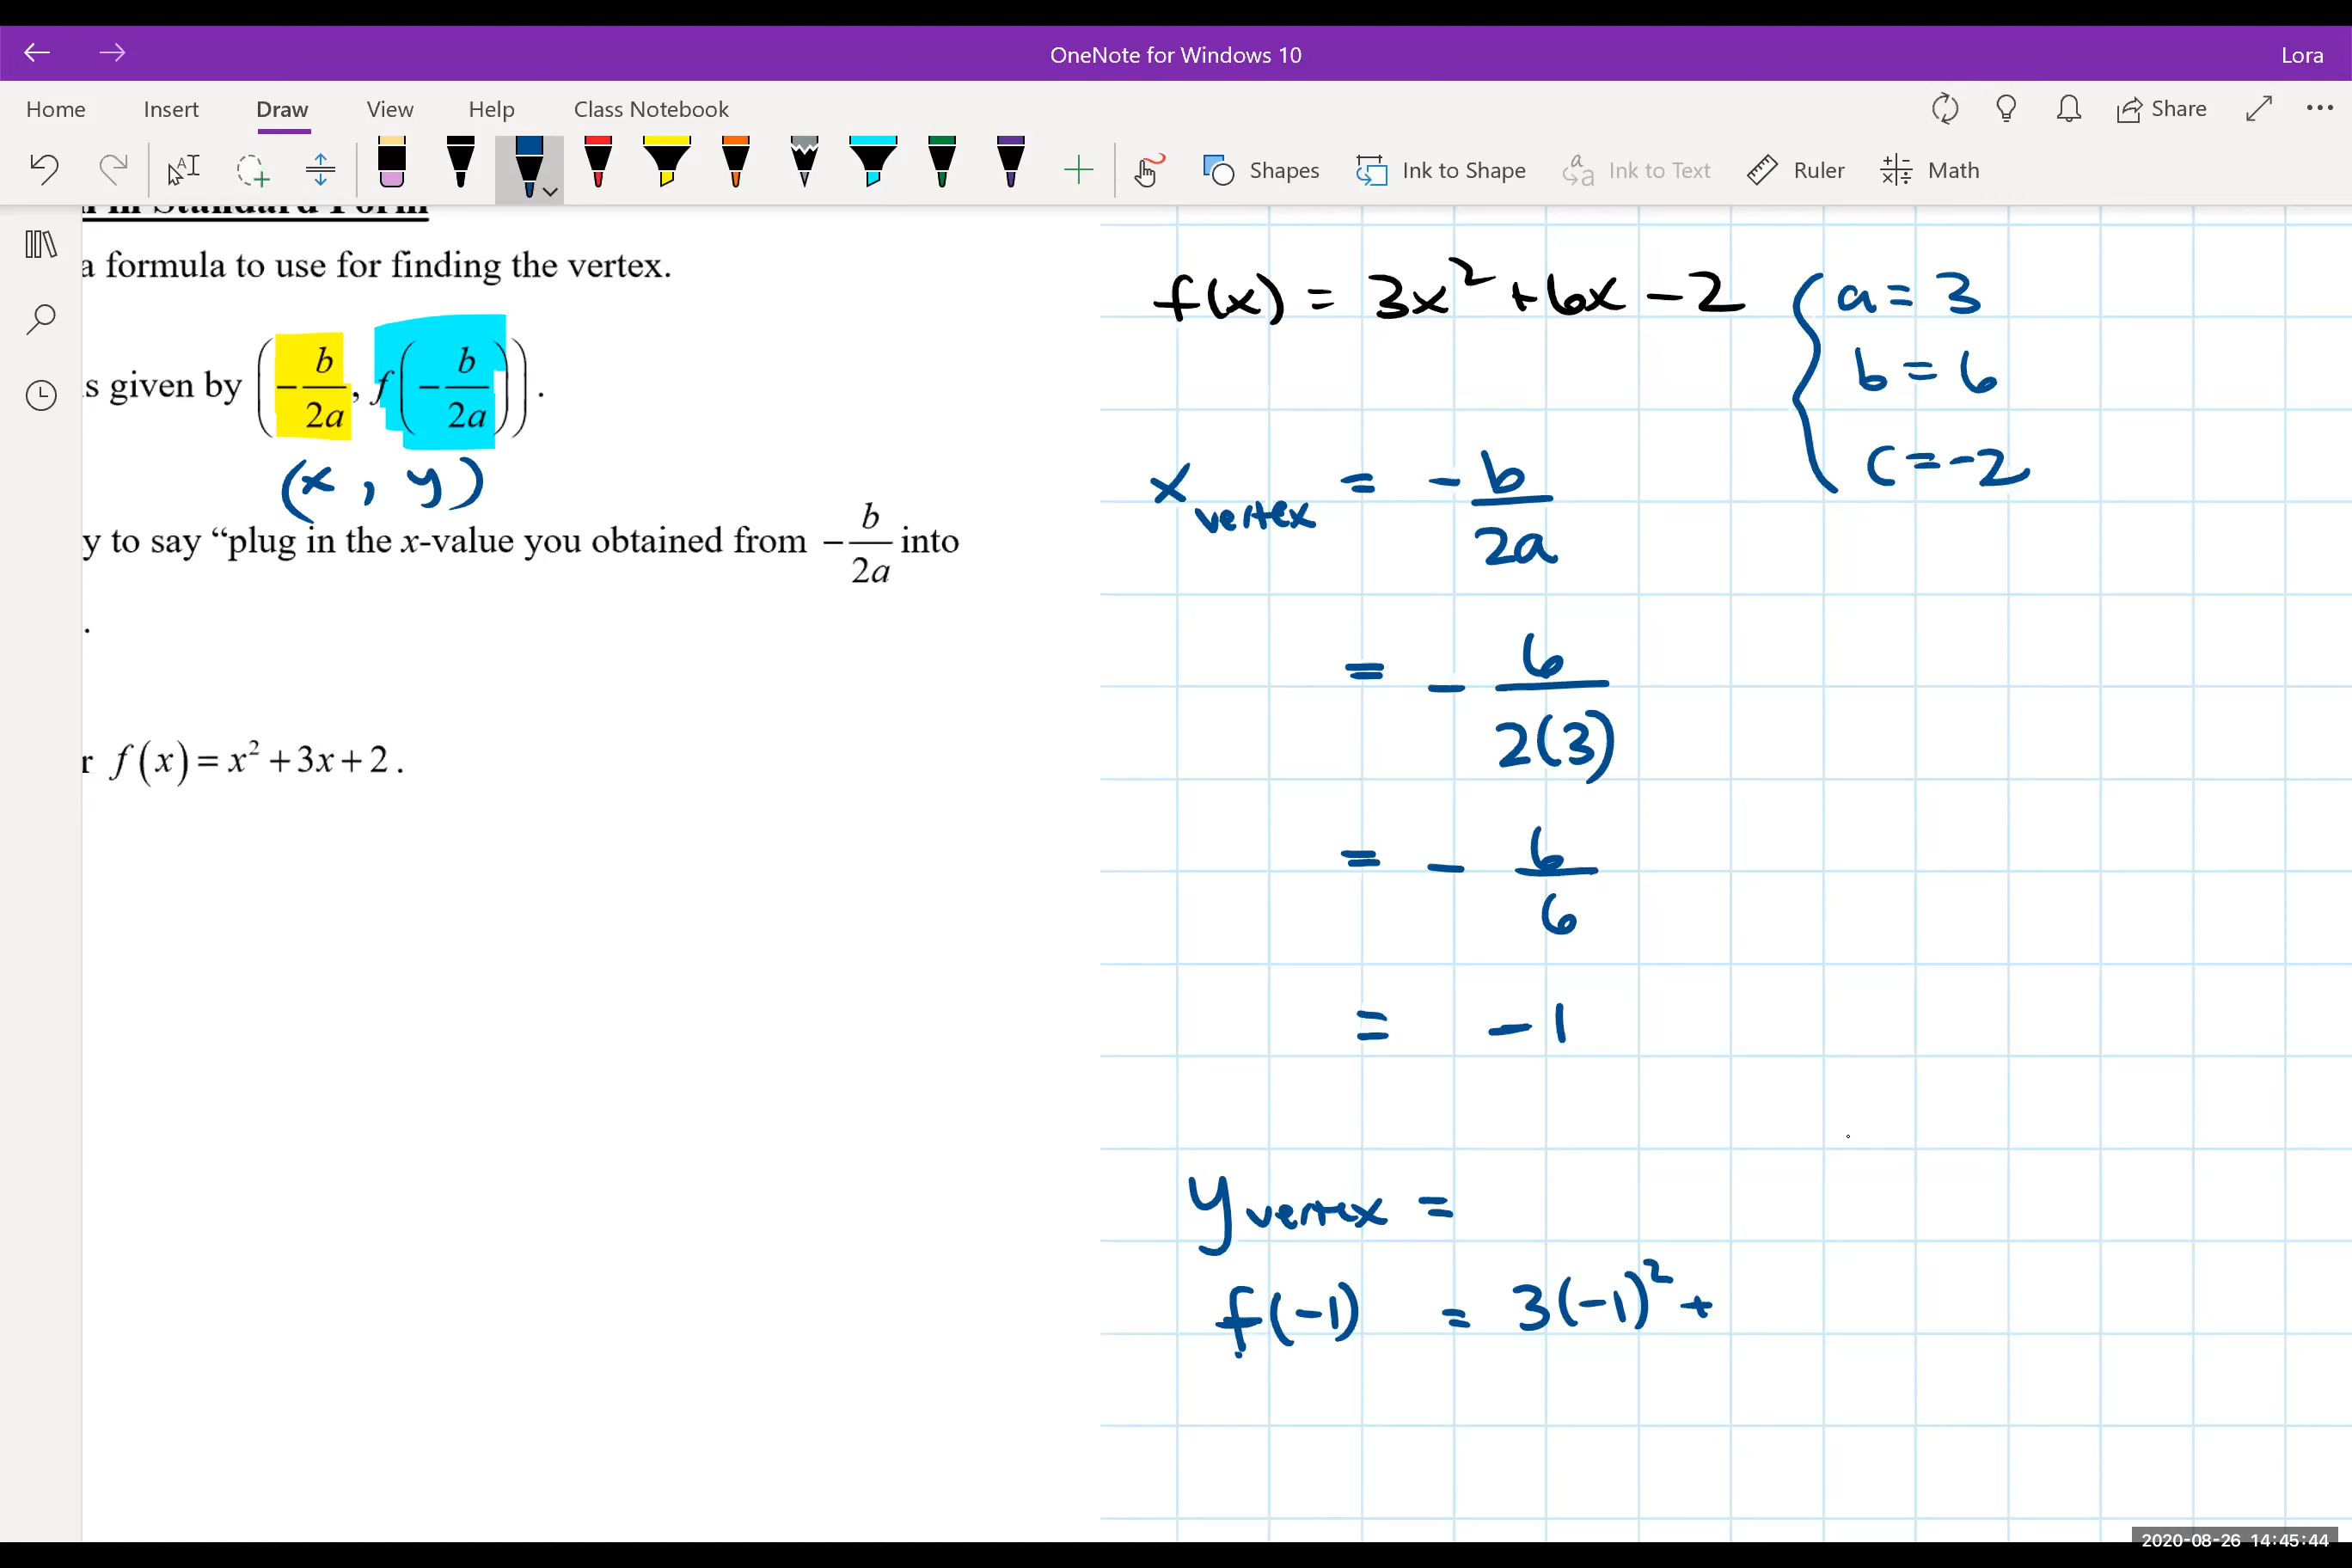 OneNote for Windows 10
Lora
Home Insert Draw View Help Class Notebook
Share
Shapes Ink to Shape Ink to Text Ruler Math
n in Standard Form
a formula to use for finding the vertex.
s given by (-b/2a, f(-b/2a)).
(x, y)
y to say “plug in the x-value you obtained from -b/2a into
.
r f(x) = x² + 3x + 2.
f(x) = 3x² + 6x - 2
a = 3
b = 6
c = -2
x vertex = -b/2a
= -6/2(3)
= -6/6
= -1
y vertex =
f(-1) = 3(-1)² +
2020-08-26 14:45:44